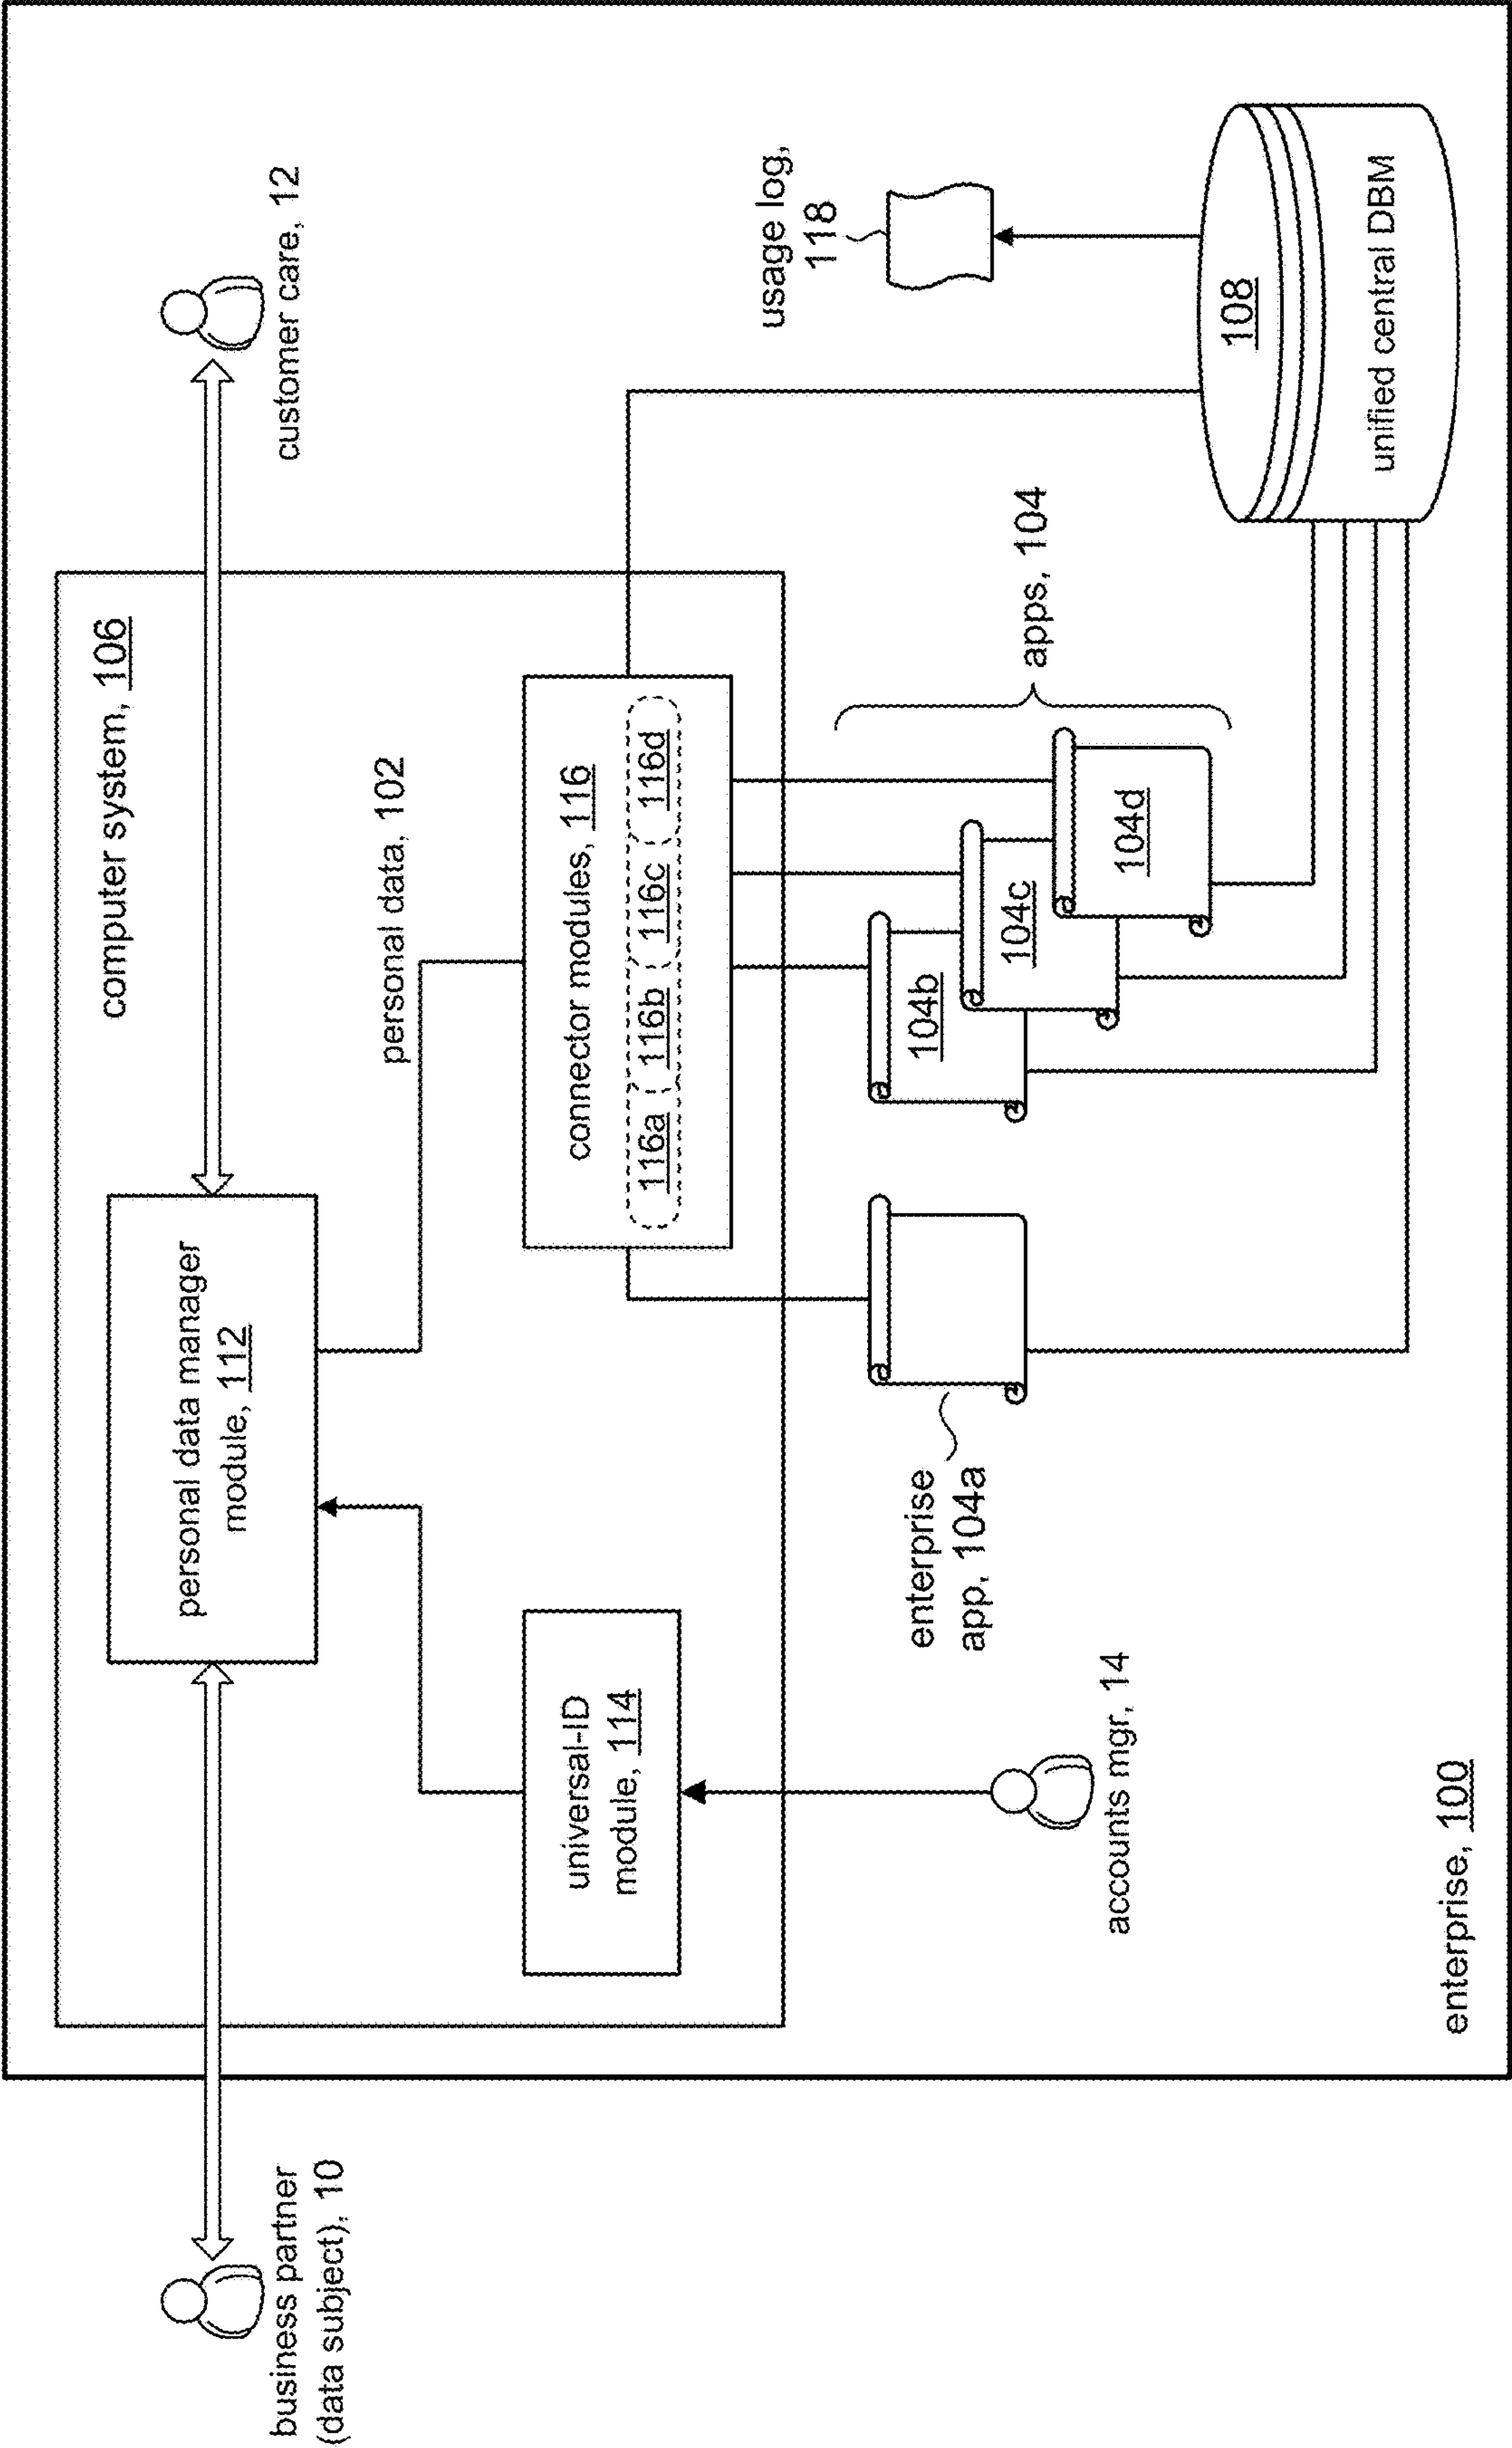 business partner
(data subject), 10
customer care, 12
computer system, 106
personal data manager
module, 112
personal data, 102
universal-ID
module, 114
connector modules, 116
116a
116b
116c
116d
usage log,
118
enterprise
app, 104a
104b
104c
104d
apps, 104
accounts mgr, 14
108
unified central DBM
enterprise, 100